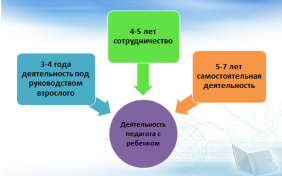 4-5 лет
сотрудничество
3-4 года
деятельность под
руководством
взрослого
5-7 лет
самостоятельная
деятельность
Деятельность
педагога с
ребенком